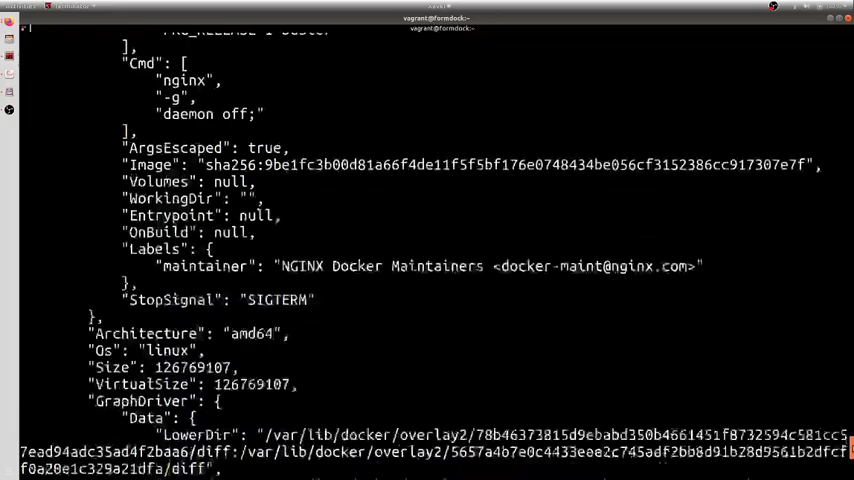 vagrant@formdock:~
vagrant@formdock:~
],
"Cmd": [
"nginx",
"-g",
"daemon off;"
],
"ArgsEscaped": true,
"Image": "sha256:9be1fc3b00d81a66f4de11f5f5bf176e0748434be056cf3152386cc917307e7f",
"Volumes": null,
"WorkingDir": "",
"Entrypoint": null,
"OnBuild": null,
"Labels": {
"maintainer": "NGINX Docker Maintainers <docker-maint@nginx.com>"
},
"StopSignal": "SIGTERM"
},
"Architecture": "amd64",
"Os": "linux",
"Size": 126769107,
"VirtualSize": 126769107,
"GraphDriver": {
"Data": {
"LowerDir": "/var/lib/docker/overlay2/78b46373815d9ebabd350b4661451f8732594c581cc5
7ead94adc35ad4f2baa6/diff:/var/lib/docker/overlay2/5657a4b7e0c4433eee2c745adf2bb8d91b28d9561b2dfcf
f0a20e1c329a21dfa/diff",